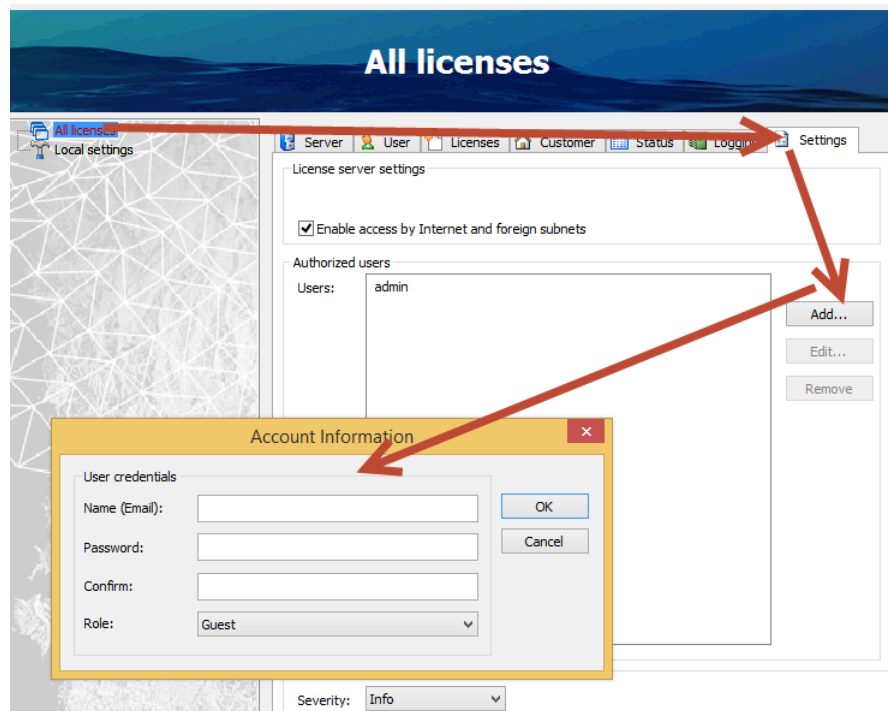 All licenses
All licenses
Local settings
Server User Licenses Customer Status Logging Settings
License server settings
Enable access by Internet and foreign subnets
Authorized users
Users:
admin
Add...
Edit...
Remove
Account Information
User credentials
Name (Email):
OK
Password:
Cancel
Confirm:
Role:
Guest
Severity:
Info